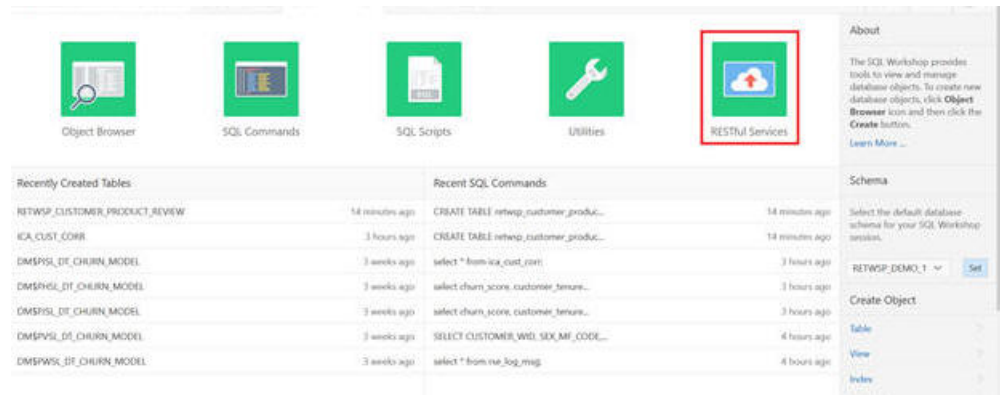 Object Browser
SQL Commands
SQL Scripts
SQL
Utilities
RESTful Services
Recently Created Tables
RETWSP_CUSTOMER_PRODUCT_REVIEW 14 minutes ago
ICA_CUST_CORR 3 hours ago
DM$PISL_DT_CHURN_MODEL 3 weeks ago
DM$PHSL_DT_CHURN_MODEL 3 weeks ago
3 weeks ago
DM$PVSL_DT_CHURN_MODEL 3 weeks ago
DM$PWSL_DT_CHURN_MODEL 3 weeks ago
Recent SQL Commands
CREATE TABLE retwsp_customer_produc... 14 minutes ago
CREATE TABLE retwsp_customer_produc... 14 minutes ago
select * from ica_cust_corr; 3 hours ago
select churn_score, customer_tenure... 3 hours ago
select churn_score, customer_tenure... 3 hours ago
SELECT CUSTOMER_WID, SEX_MF_CODE,... 4 hours ago
select * from rse_log_msg; 4 hours ago
About
The SQL Workshop provides
tools to view and manage
database objects. To create new
database objects, click Object
Browser icon and then click the
Create button.
Learn More ...
Schema
Select the default database
schema for your SQL Workshop
session.
RETWSP_DEMO_1 Set
Create Object
Table
View
Index